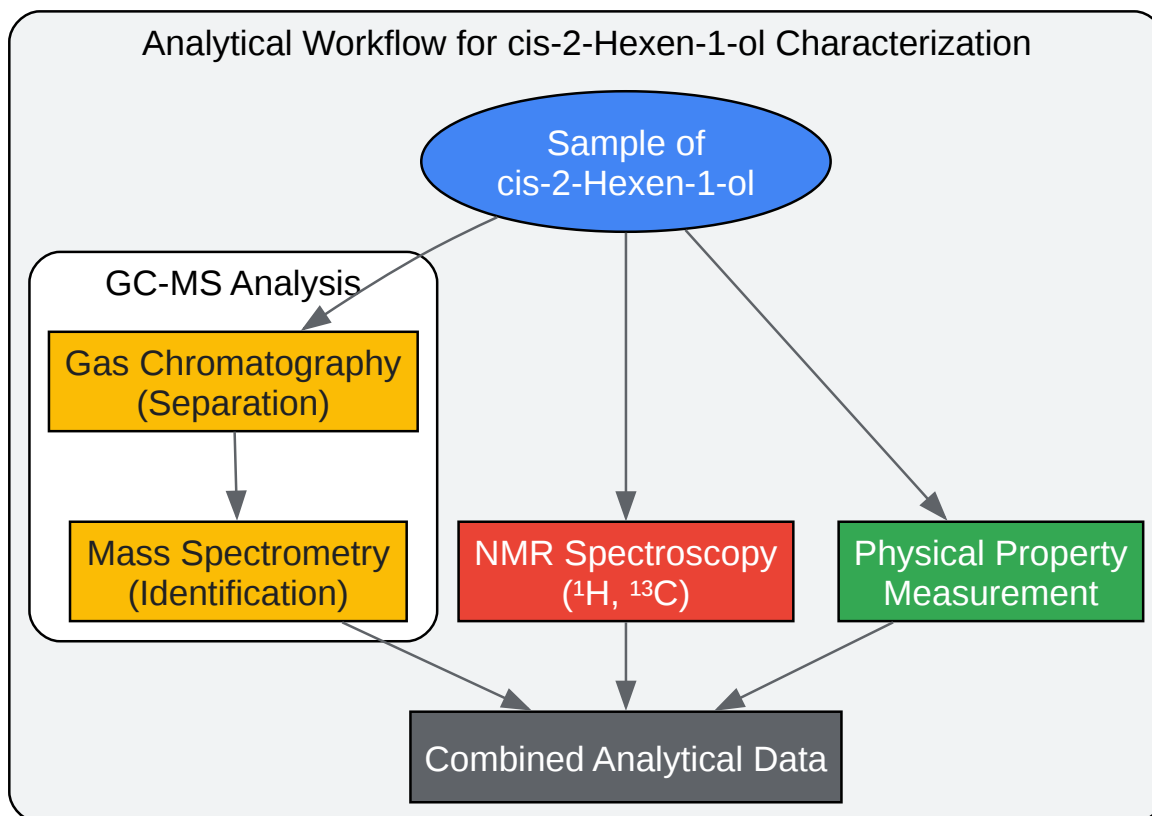 Analytical Workflow for cis-2-Hexen-1-ol Characterization
Sample of
cis-2-Hexen-1-ol
GC-MS Analysis
Gas Chromatography
(Separation)
Mass Spectrometry
(Identification)
NMR Spectroscopy
(¹H, ¹³C)
Physical Property
Measurement
Combined Analytical Data